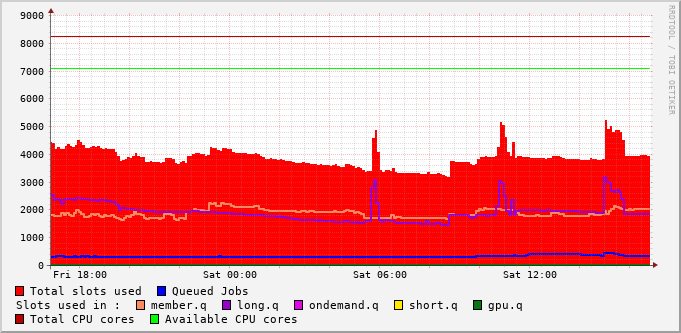 RRDTOOL / TOBI OETIKER
9000
8000
7000
6000
5000
4000
3000
2000
1000
0
Fri 18:00 Sat 00:00 Sat 06:00 Sat 12:00
Total slots used Queued Jobs
Slots used in : member.q long.q ondemand.q short.q gpu.q
Total CPU cores Available CPU cores